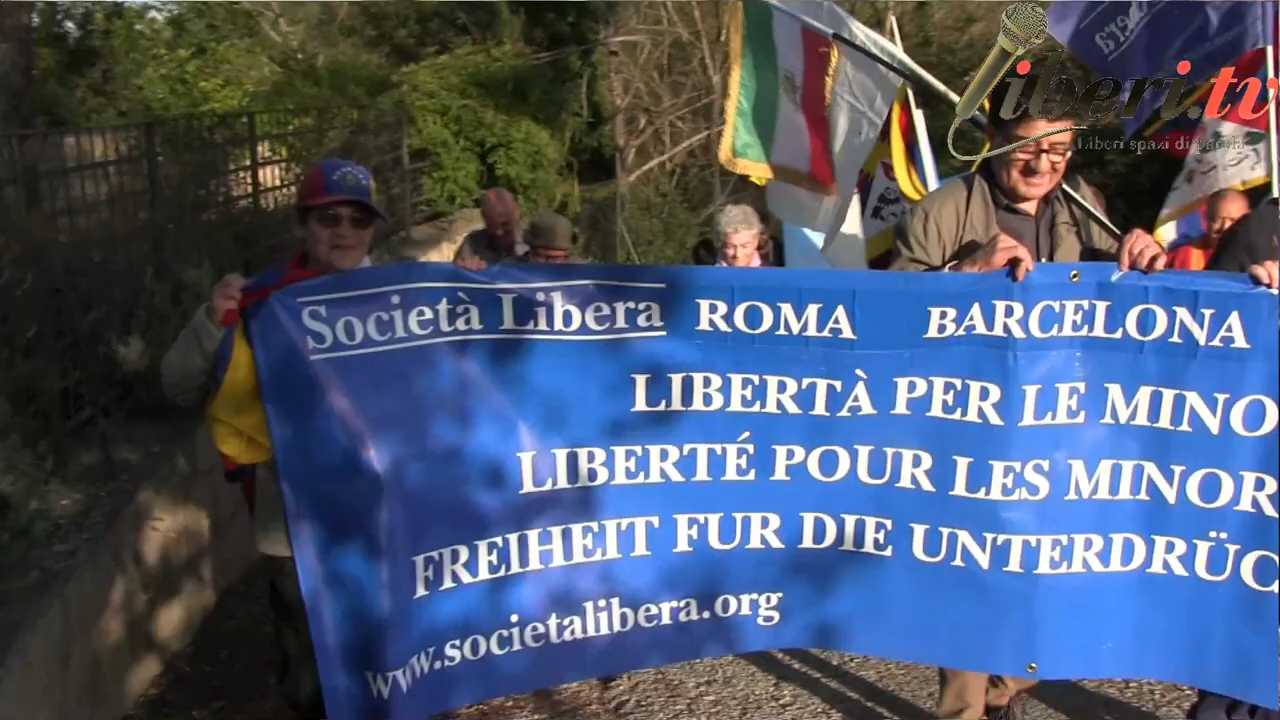 liberi.tv
Liberi spazi di parola
Società Libera ROMA BARCELONA
LIBERTÀ PER LE MINO
LIBERTÉ POUR LES MINOR
FREIHEIT FUR DIE UNTERDRÜC
www.societalibera.org